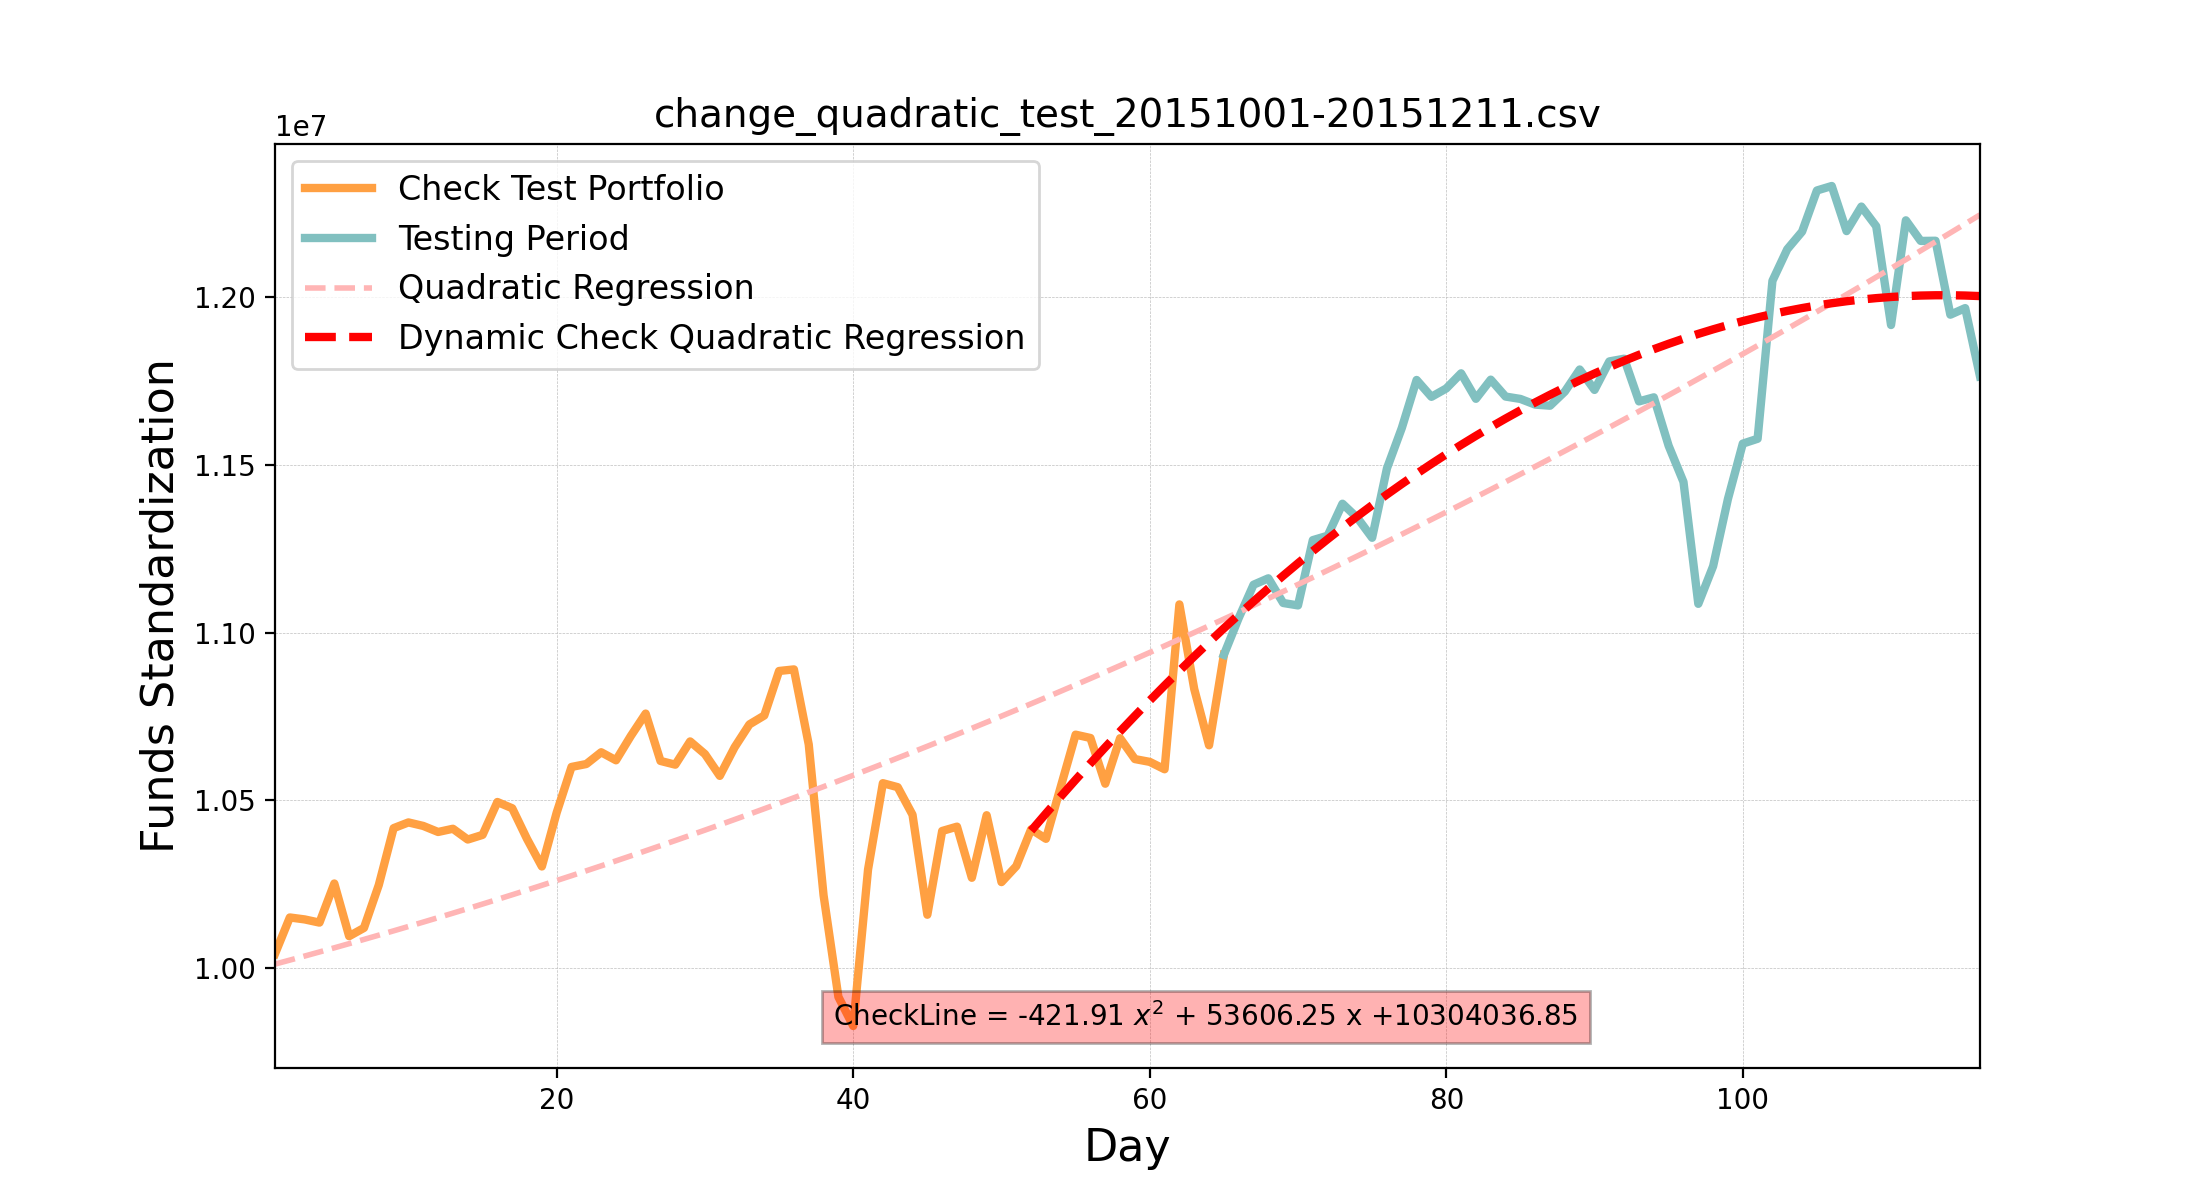 change_quadratic_test_20151001-20151211.csv
1e7
Check Test Portfolio
Testing Period
Quadratic Regression
Dynamic Check Quadratic Regression
1.20
1.15
1.10
1.05
1.00
Funds Standardization
CheckLine = -421.91 x² + 53606.25 x +10304036.85
20 40 60 80 100
Day